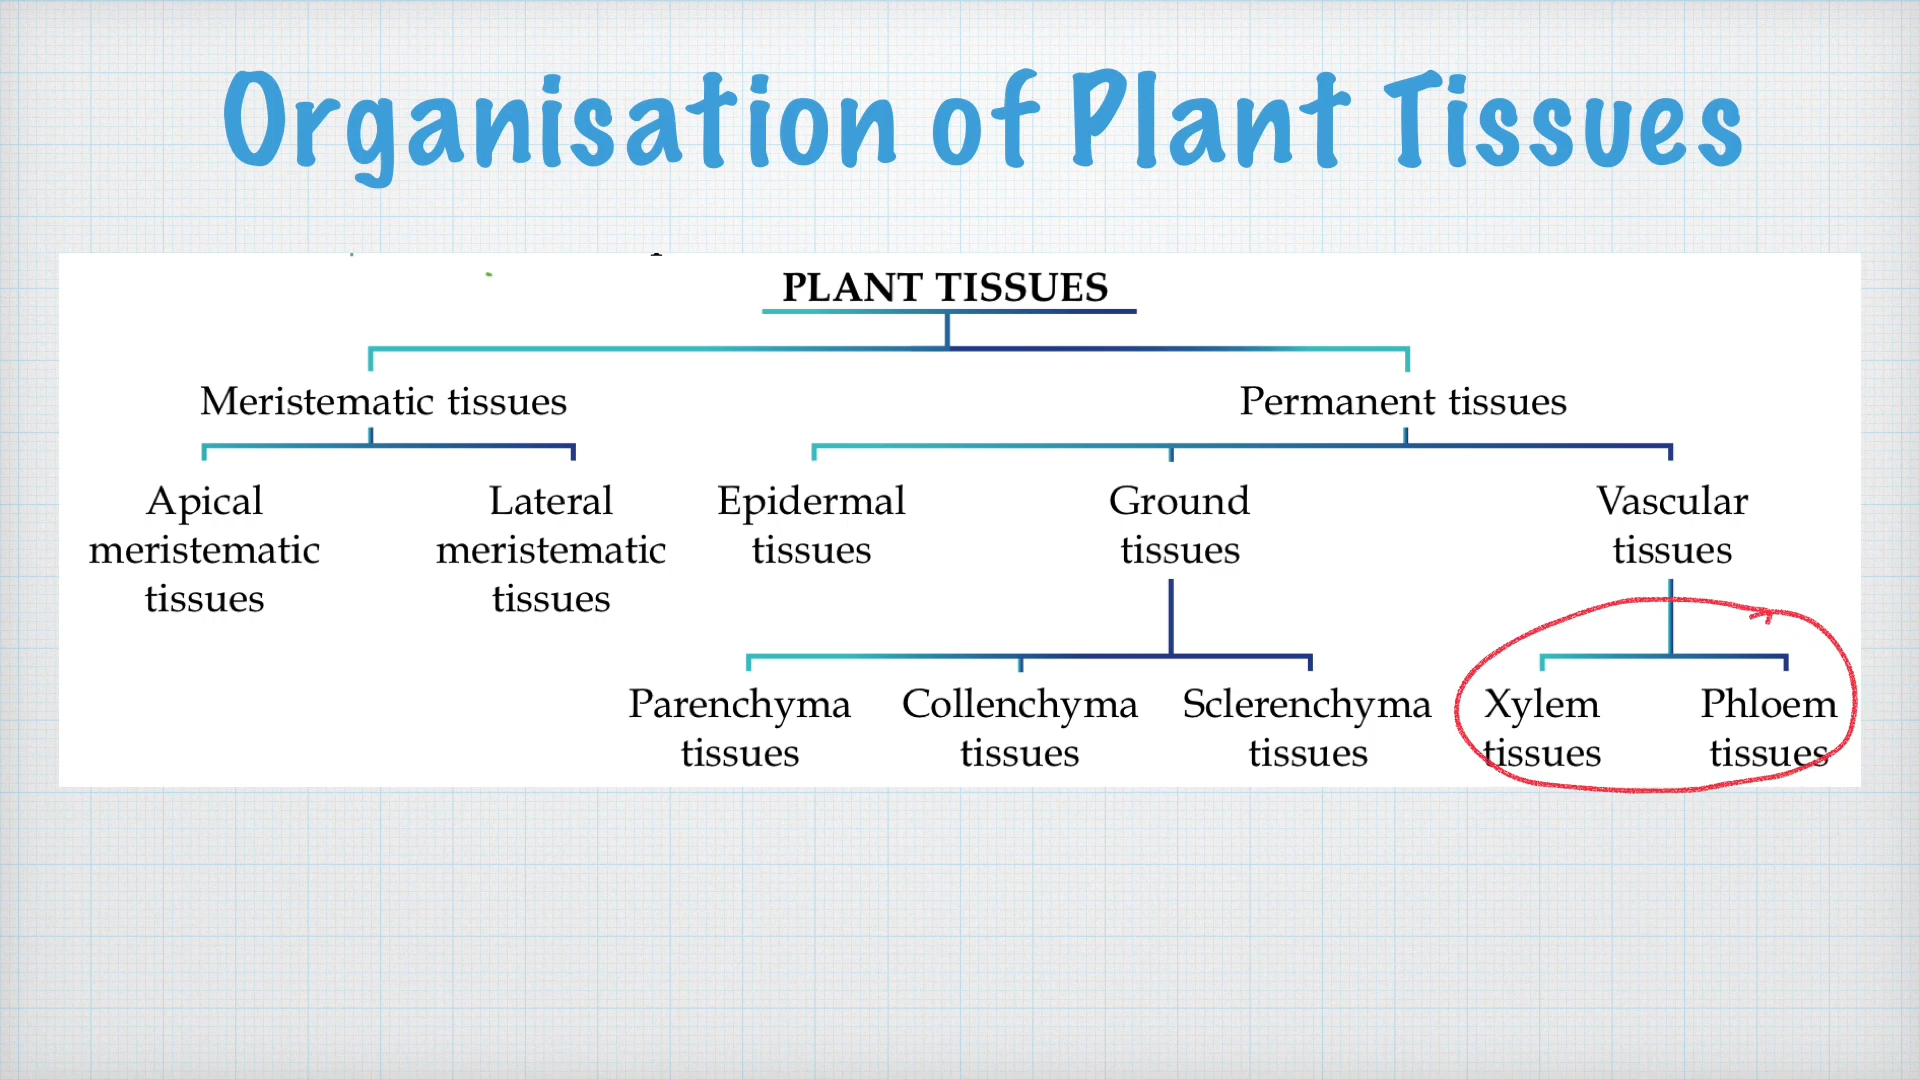 Organisation of Plant Tissues
PLANT TISSUES
Meristematic tissues
Permanent tissues
Apical
meristematic
tissues
Lateral
meristematic
tissues
Epidermal
tissues
Ground
tissues
Vascular
tissues
Parenchyma
tissues
Collenchyma
tissues
Sclerenchyma
tissues
Xylem
tissues
Phloem
tissues